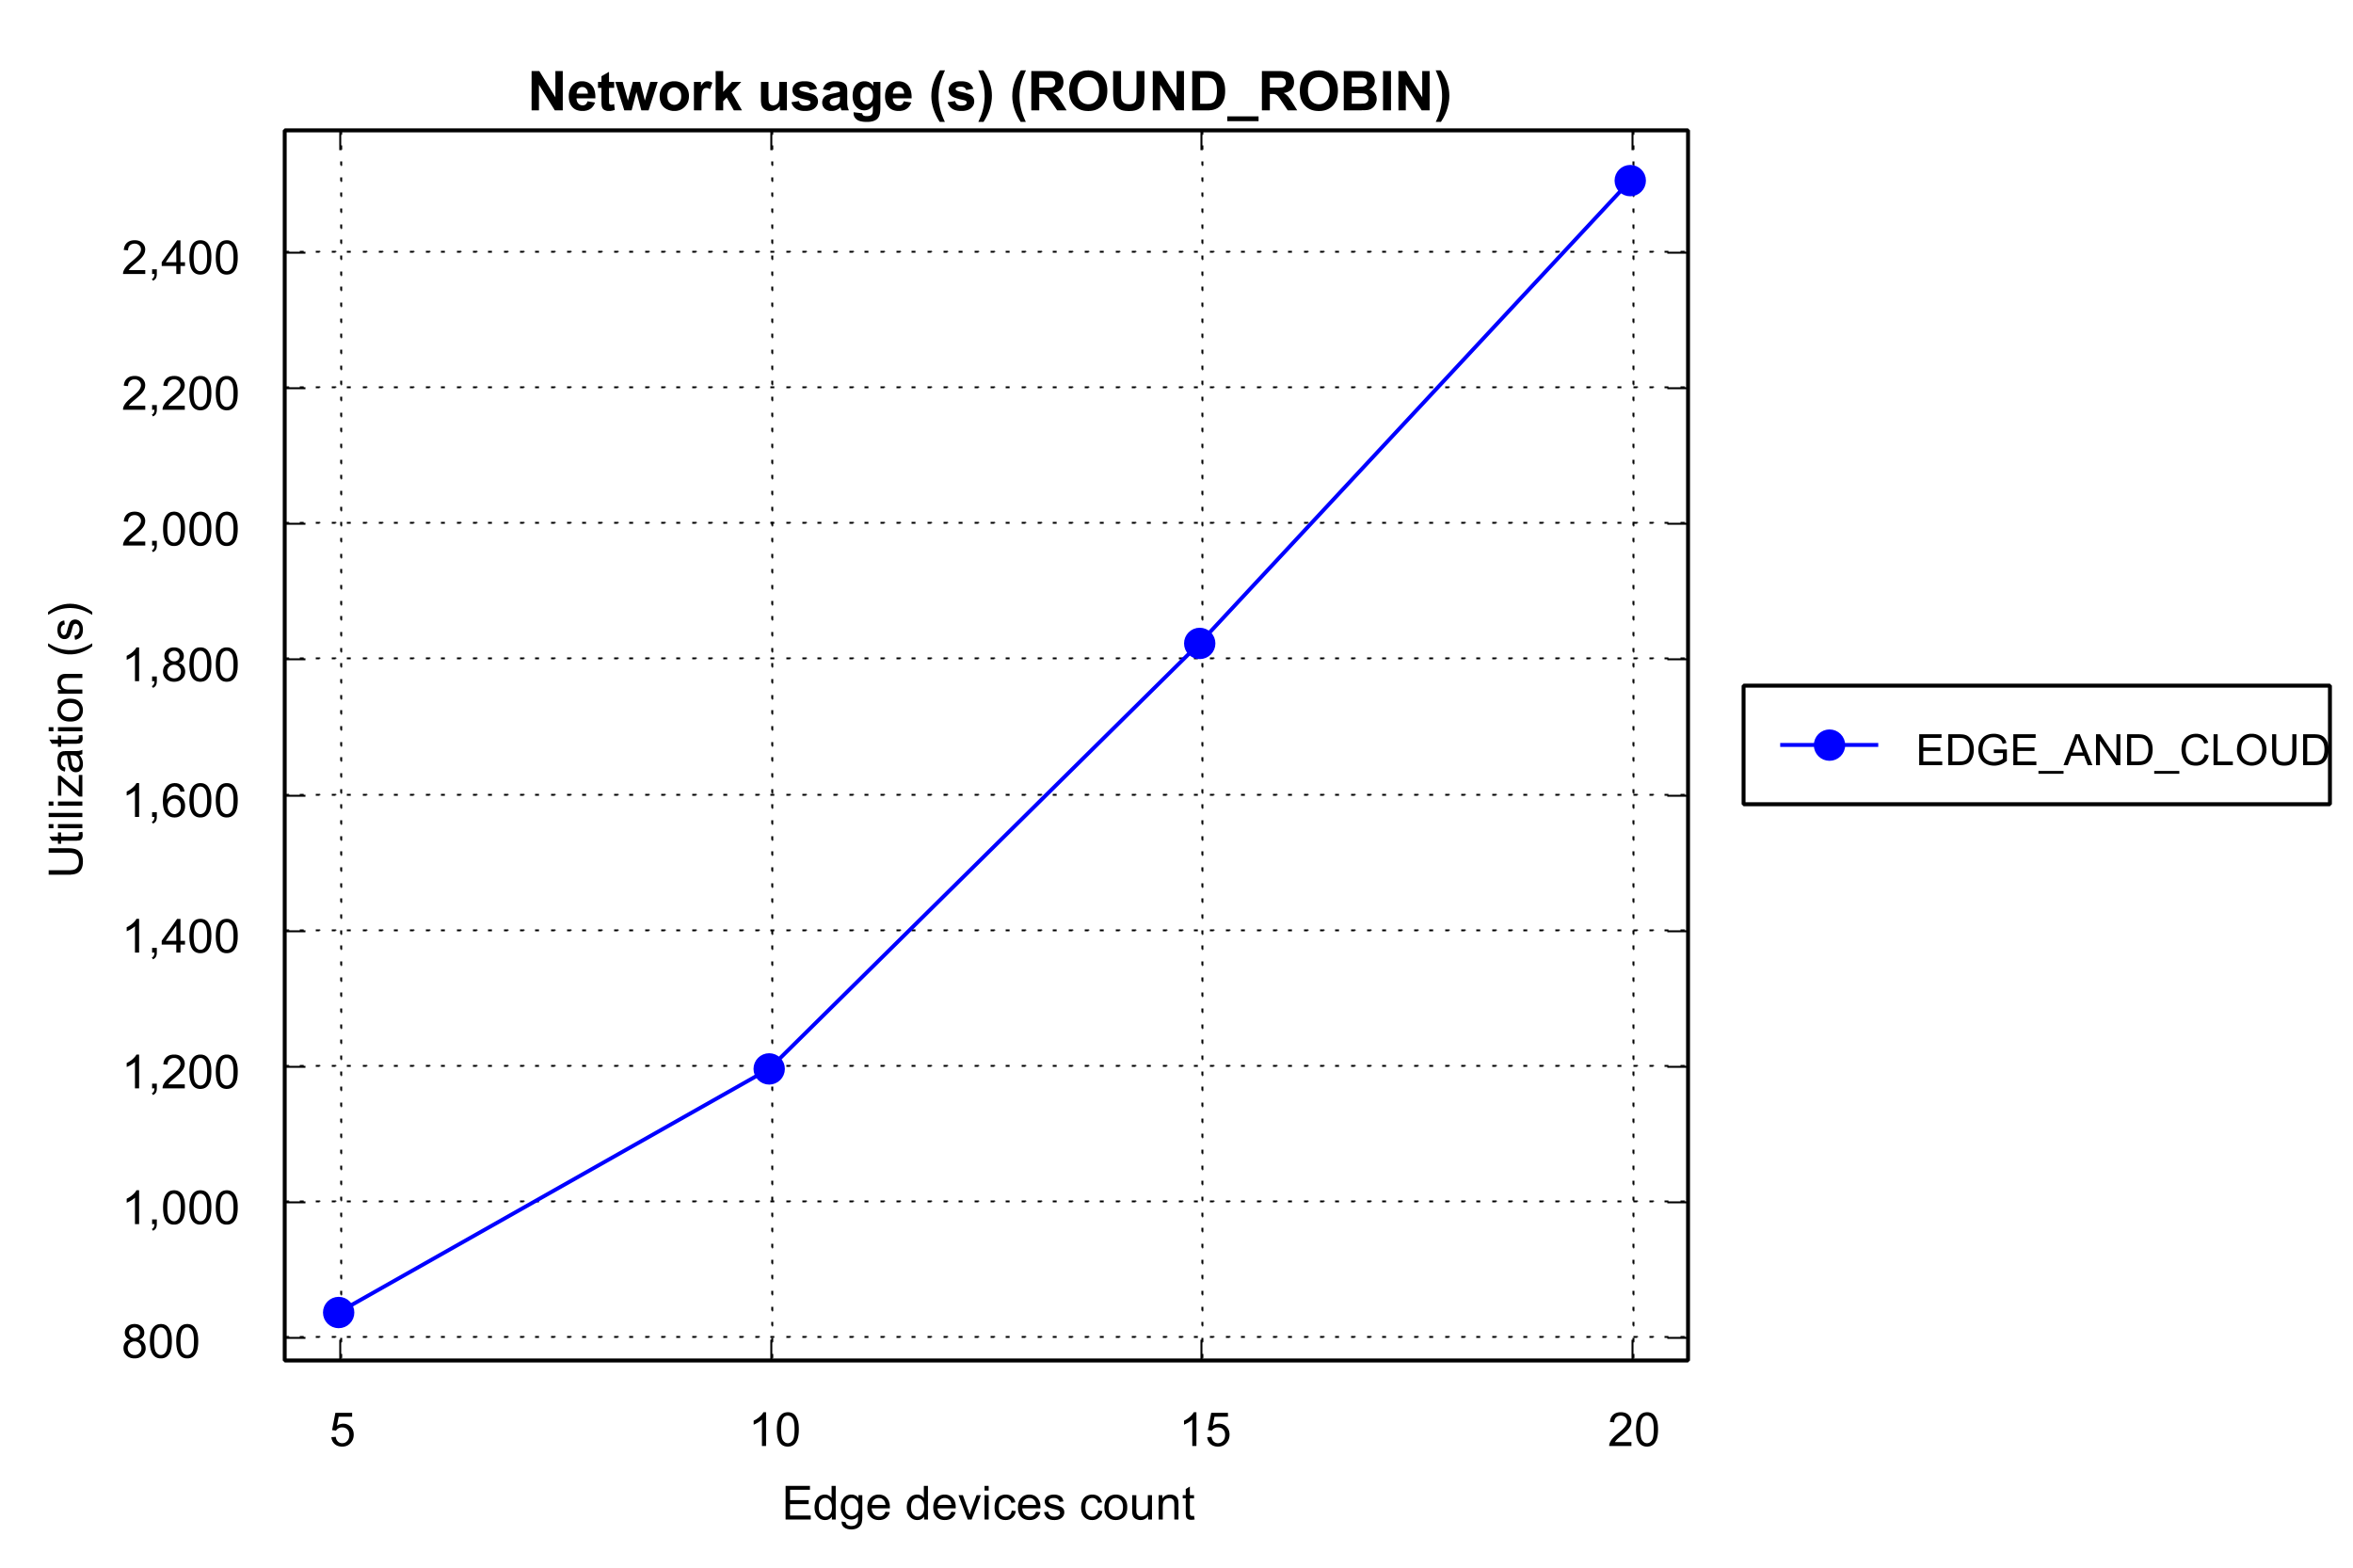 Network usage (s) (ROUND_ROBIN)
2,400
2,200
2,000
1,800
1,600
1,400
1,200
1,000
800
Utilization (s)
EDGE_AND_CLOUD
5 10 15 20
Edge devices count